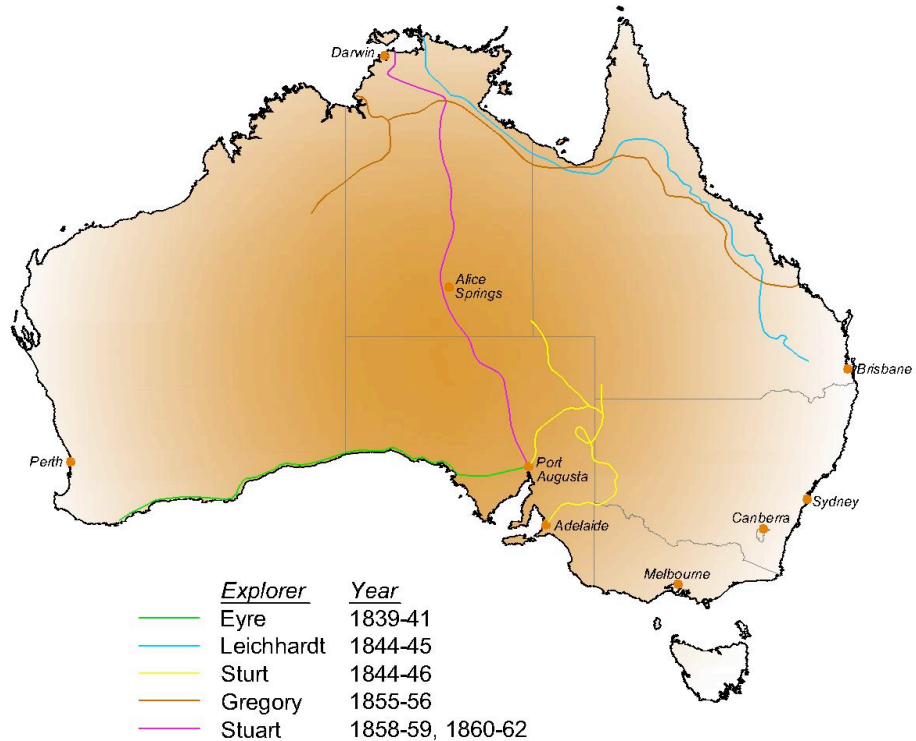 Darwin
Alice
Springs
Brisbane
Perth
Port
Augusta
Sydney
Adelaide
Canberra
Melbourne
Explorer Year
Eyre 1839-41
Leichhardt 1844-45
Sturt 1844-46
Gregory 1855-56
Stuart 1858-59, 1860-62